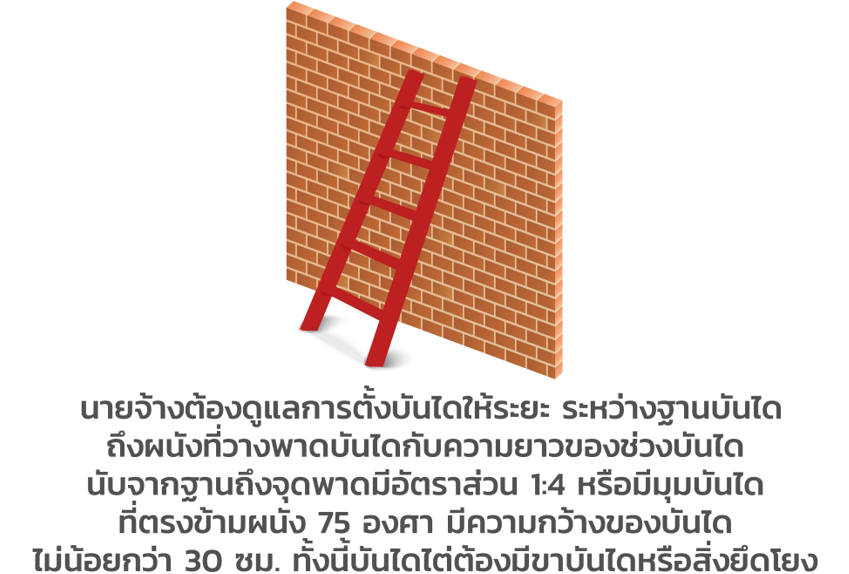 นายจ้างต้องดูแลการตั้งบันไดให้ระยะ ระหว่างฐานบันได
ถึงผนังที่วางพาดบันไดกับความยาวของช่วงบันได
นับจากฐานถึงจุดพาดมีอัตราส่วน 1:4 หรือมีมุมบันได
ที่ตรงข้ามผนัง 75 องศา มีความกว้างของบันได
ไม่น้อยกว่า 30 ซม. ทั้งนี้บันไดไต่ต้องมีขาบันไดหรือสิ่งยึดโยง